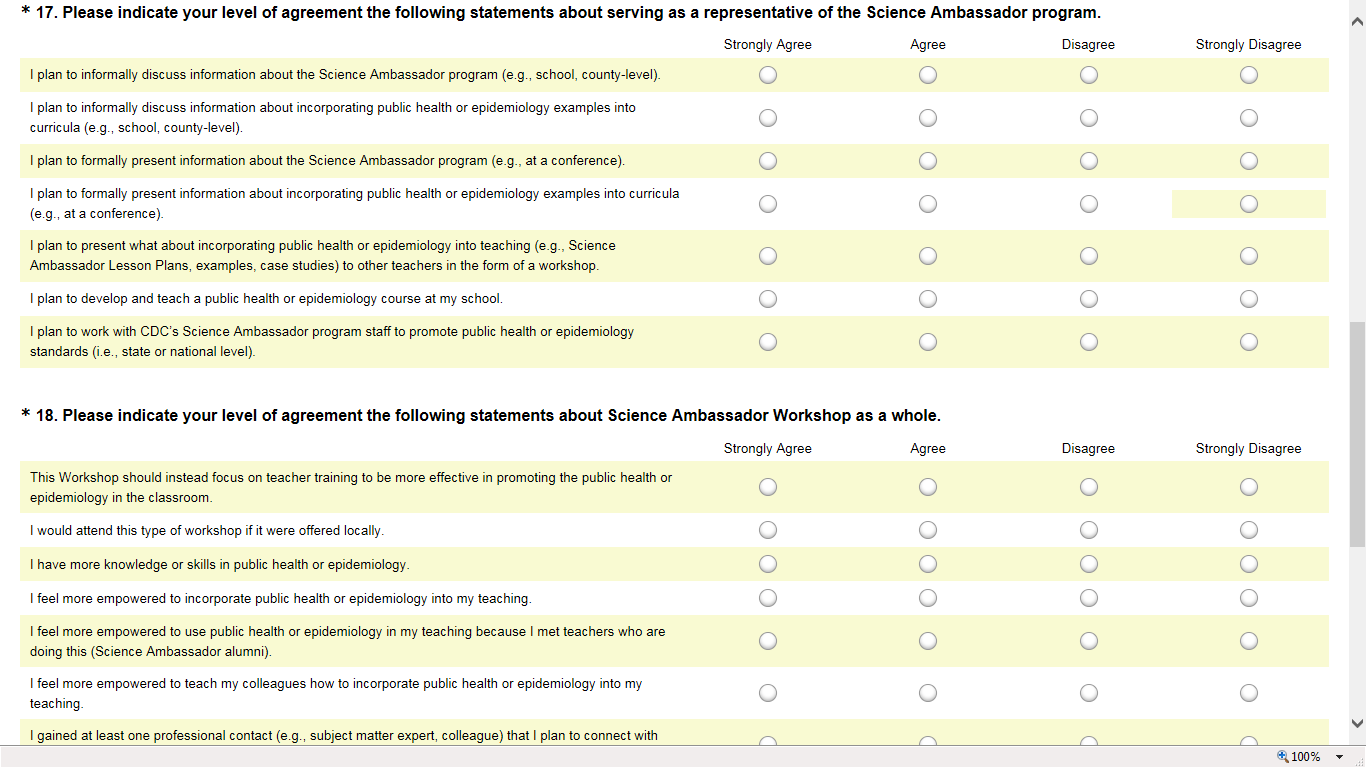 * 17. Please indicate your level of agreement the following statements about serving as a representative of the Science Ambassador program.
Strongly Agree Agree Disagree Strongly Disagree
I plan to informally discuss information about the Science Ambassador program (e.g., school, county-level).
I plan to informally discuss information about incorporating public health or epidemiology examples into
curricula (e.g., school, county-level).
I plan to formally present information about the Science Ambassador program (e.g., at a conference).
I plan to formally present information about incorporating public health or epidemiology examples into curricula
(e.g., at a conference).
I plan to present what about incorporating public health or epidemiology into teaching (e.g., Science
Ambassador Lesson Plans, examples, case studies) to other teachers in the form of a workshop.
I plan to develop and teach a public health or epidemiology course at my school.
I plan to work with CDC's Science Ambassador program staff to promote public health or epidemiology
standards (i.e., state or national level).
* 18. Please indicate your level of agreement the following statements about Science Ambassador Workshop as a whole.
Strongly Agree Agree Disagree Strongly Disagree
This Workshop should instead focus on teacher training to be more effective in promoting the public health or
epidemiology in the classroom.
I would attend this type of workshop if it were offered locally.
I have more knowledge or skills in public health or epidemiology.
I feel more empowered to incorporate public health or epidemiology into my teaching.
I feel more empowered to use public health or epidemiology in my teaching because I met teachers who are
doing this (Science Ambassador alumni).
I feel more empowered to teach my colleagues how to incorporate public health or epidemiology into my
teaching.
I gained at least one professional contact (e.g., subject matter expert, colleague) that I plan to connect with
100%